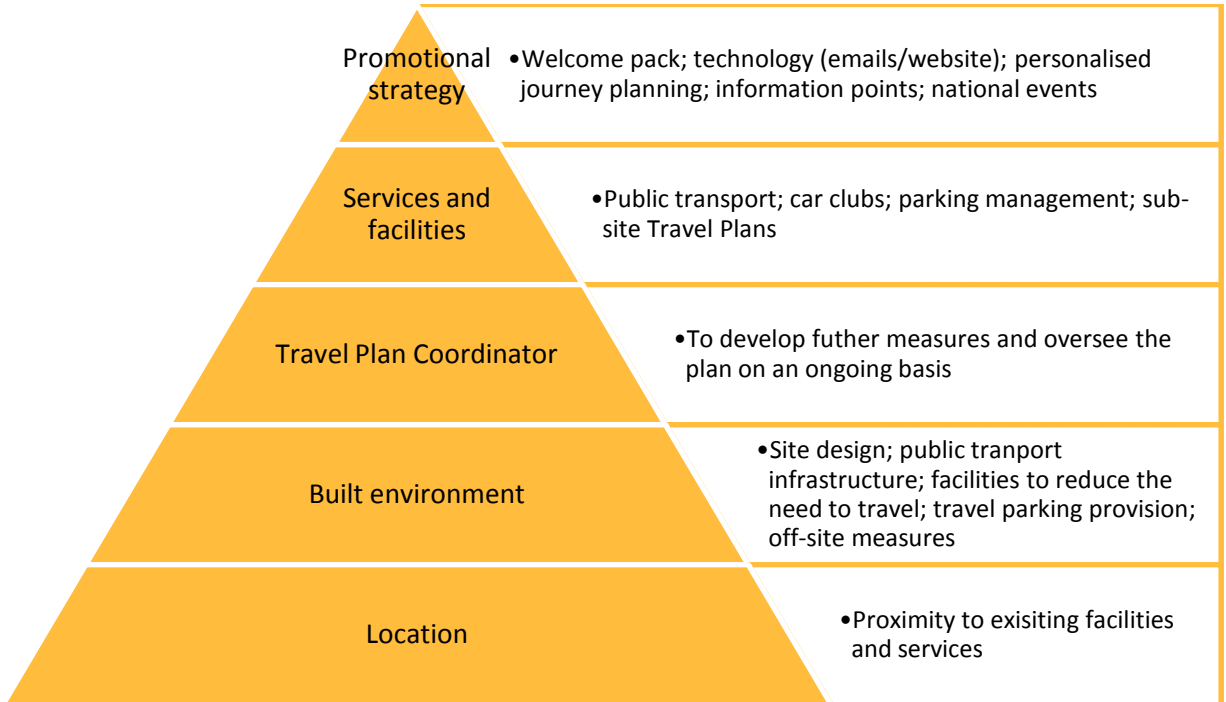 Promotional
strategy
•Welcome pack; technology (emails/website); personalised
journey planning; information points; national events
Services and
facilities
•Public transport; car clubs; parking management; sub-
site Travel Plans
Travel Plan Coordinator
•To develop futher measures and oversee the
plan on an ongoing basis
Built environment
•Site design; public tranport
infrastructure; facilities to reduce the
need to travel; travel parking provision;
off-site measures
Location
•Proximity to exisiting facilities
and services